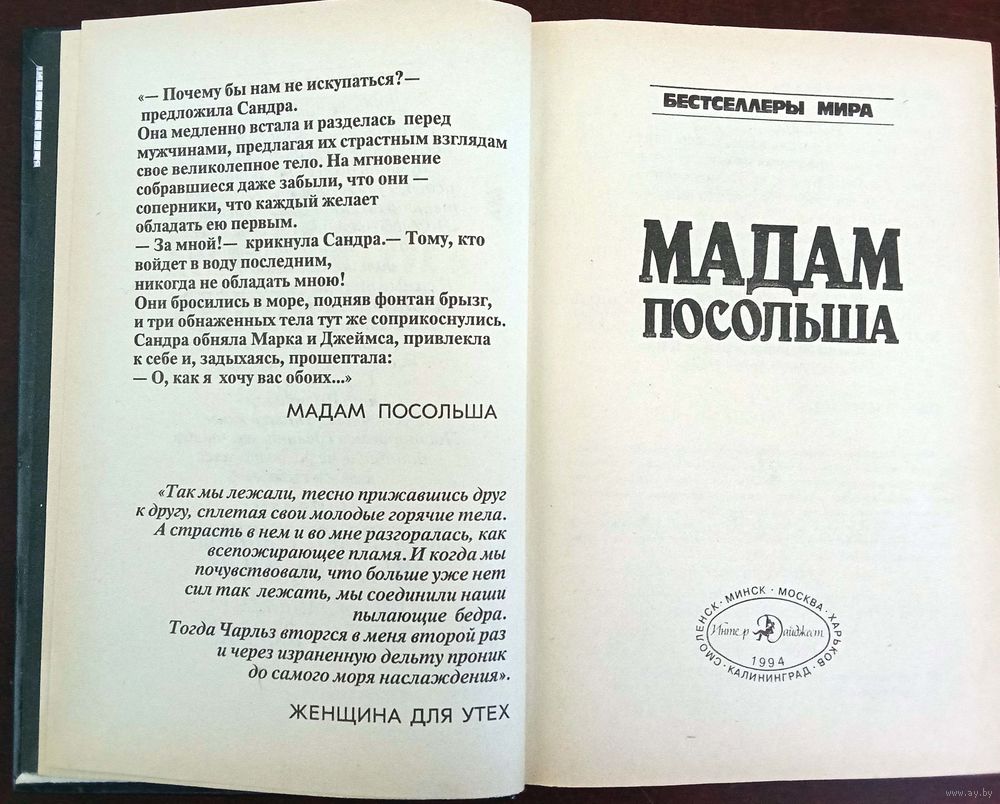 «— Почему бы нам не искупаться?—
предложила Сандра.
Она медленно встала и разделась перед
мужчинами, предлагая их страстным взглядам
свое великолепное тело. На мгновение
собравшиеся даже забыли, что они —
соперники, что каждый желает
обладать ею первым.
— За мной!— крикнула Сандра.— Тому, кто
войдет в воду последним,
никогда не обладать мною!
Они бросились в море, подняв фонтан брызг,
и три обнаженных тела тут же соприкоснулись.
Сандра обняла Марка и Джеймса, привлекла
к себе и, задыхаясь, прошептала:
— О, как я хочу вас обоих...»
МАДАМ ПОСОЛЬША
«Так мы лежали, тесно прижавшись друг
к другу, сплетая свои молодые горячие тела.
А страсть в нем и во мне разгоралась, как
всепожирающее пламя. И когда мы
почувствовали, что больше уже нет
сил так лежать, мы соединили наши
пылающие бедра.
Тогда Чарльз вторгся в меня второй раз
и через израненную дельту проник
до самого моря наслаждения».
ЖЕНЩИНА ДЛЯ УТЕХ
БЕСТСЕЛЛЕРЫ МИРА
МАДАМ
ПОСОЛЬША
СМОЛЕНСК · МИНСК · МОСКВА · ХАРЬКОВ
Интер Дайджест
1994
· КАЛИНИНГРАД ·
www.ay.by